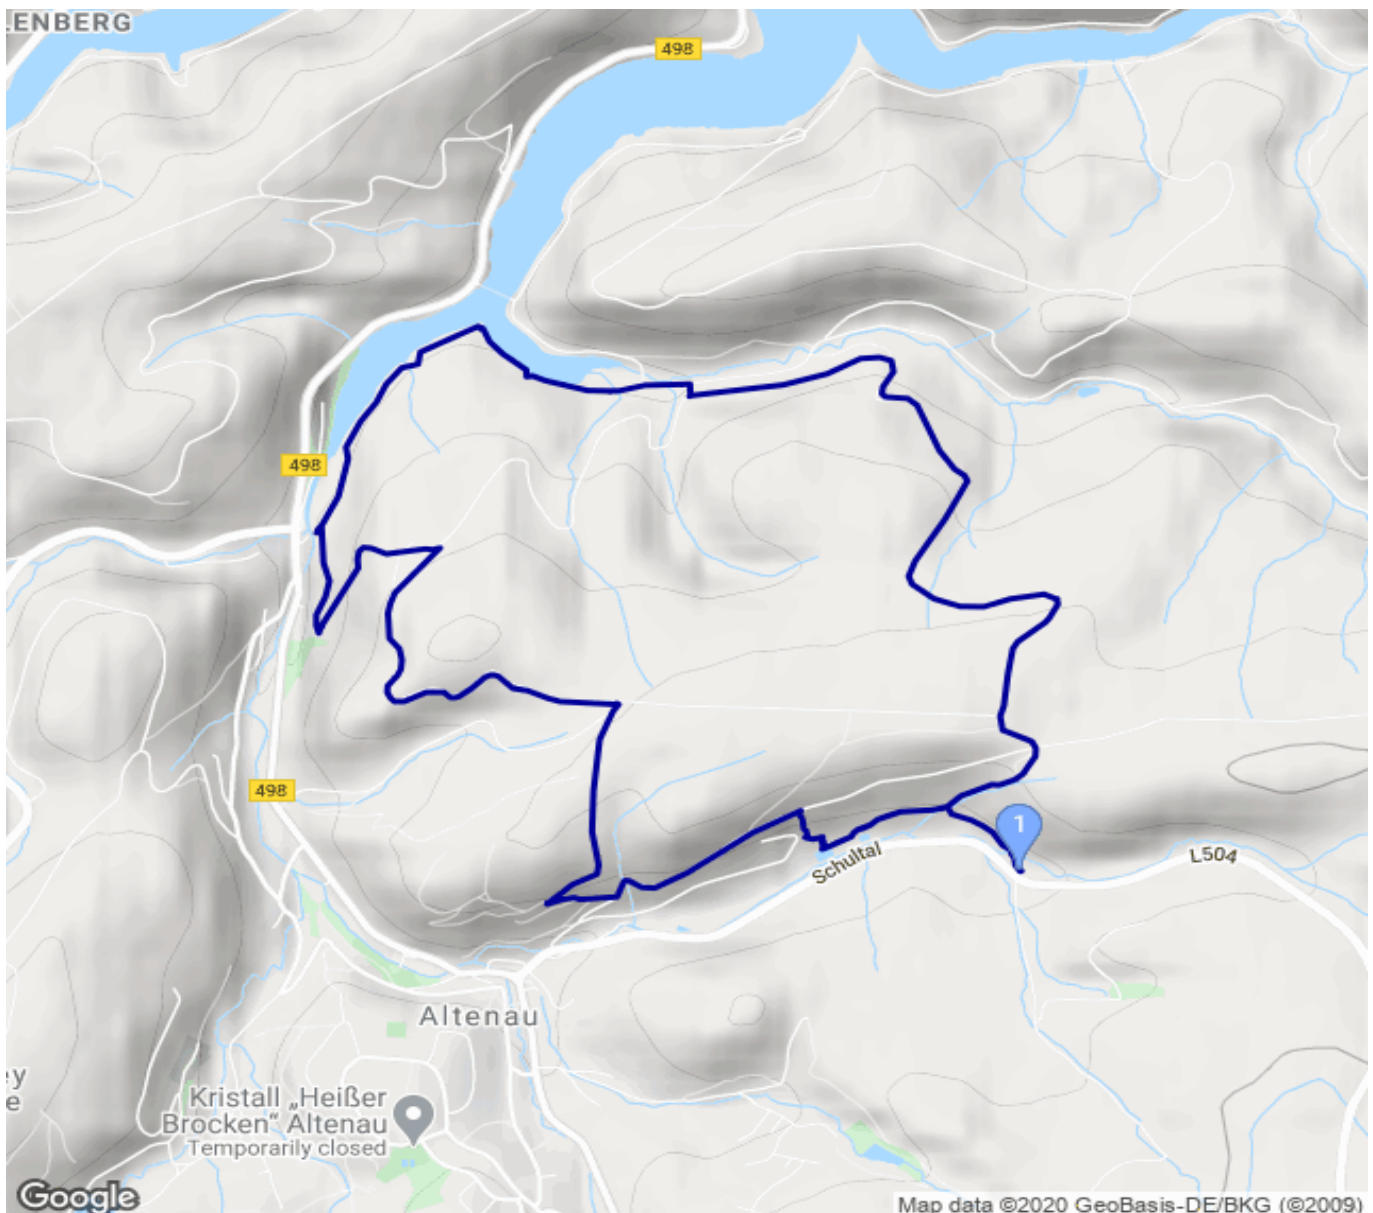 LENBERG
498
498
498
1
L504
Schultal
ALTENAU
Kristall „Heißer
Brocken“ Altenau
Temporarily closed
y
e
Google
Map data ©2020 GeoBasis-DE/BKG (©2009)